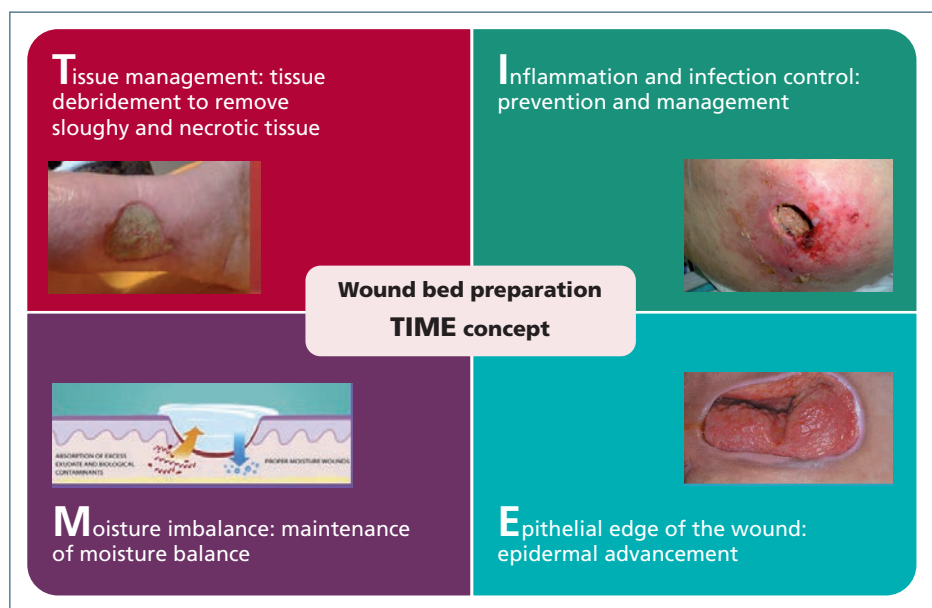 Tissue management: tissue
debridement to remove
sloughy and necrotic tissue
Inflammation and infection control:
prevention and management
Wound bed preparation
TIME concept
ABSORPTION OF EXCESS
EXUDATE AND BIOLOGICAL
CONTAMINANTS
PROPER MOISTURE WOUNDS
Moisture imbalance: maintenance
of moisture balance
Epithelial edge of the wound:
epidermal advancement